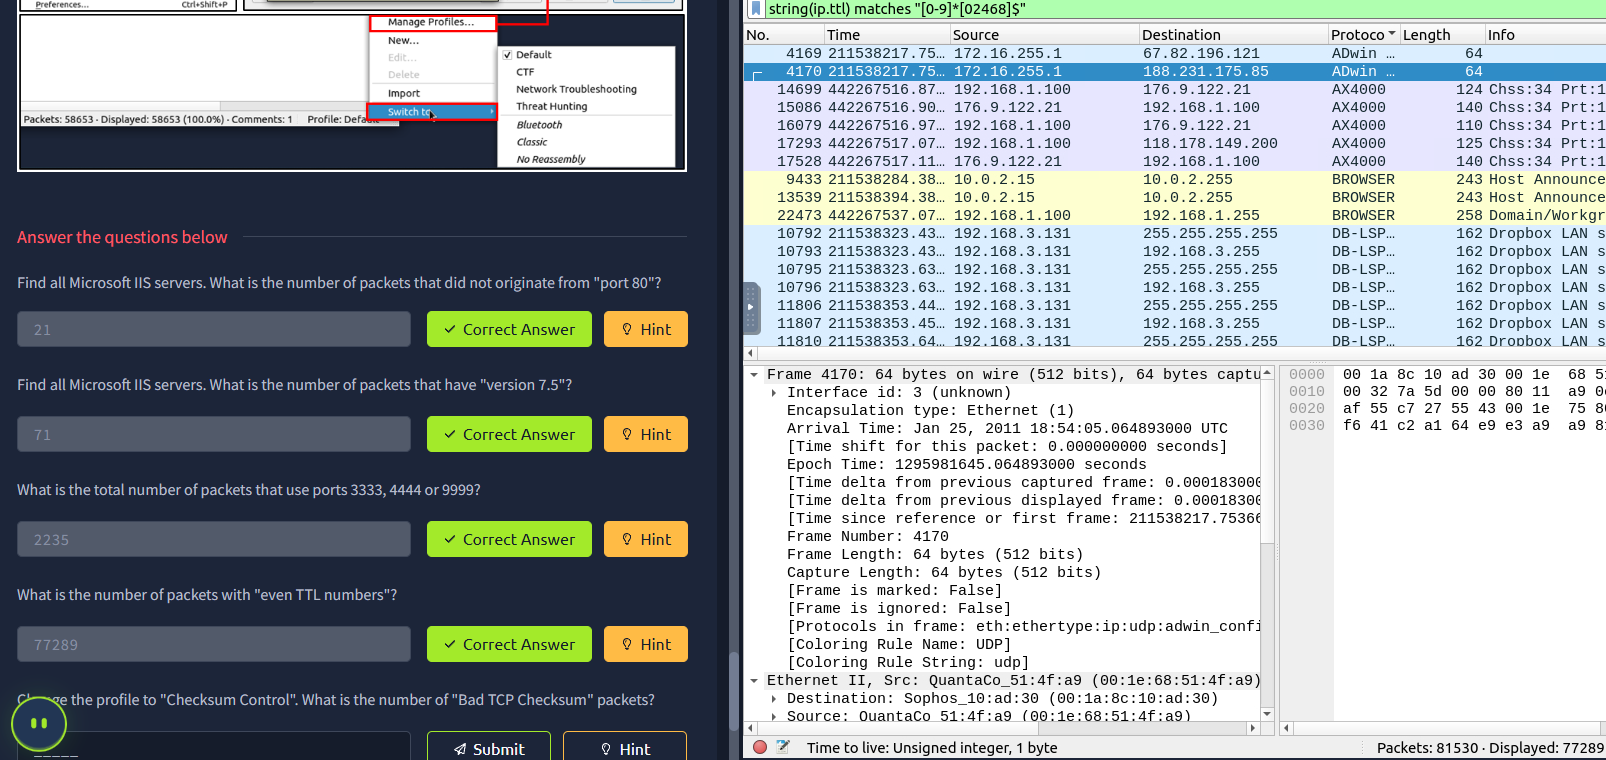 Preferences...
Ctrl+Shift+P
Manage Profiles...
New...
Edit...
Delete
Import
Switch to
Default
CTF
Network Troubleshooting
Threat Hunting
Bluetooth
Classic
No Reassembly
Packets: 58653 · Displayed: 58653 (100.0%) · Comments: 1 Profile:
Answer the questions below
Find all Microsoft IIS servers. What is the number of packets that did not originate from "port 80"?
21
Correct Answer
Hint
Find all Microsoft IIS servers. What is the number of packets that have "version 7.5"?
71
Correct Answer
Hint
What is the total number of packets that use ports 3333, 4444 or 9999?
2235
Correct Answer
Hint
What is the number of packets with "even TTL numbers"?
77289
Correct Answer
Hint
the profile to "Checksum Control". What is the number of "Bad TCP Checksum" packets?
_____
Submit
Hint
string(ip.ttl) matches "[0-9]*[02468]$"
No. Time Source Destination Protoco Length Info
4169 211538217.75… 172.16.255.1 67.82.196.121 ADwin … 64
4170 211538217.75… 172.16.255.1 188.231.175.85 ADwin … 64
14699 442267516.87… 192.168.1.100 176.9.122.21 AX4000 124 Chss:34 Prt:1
15086 442267516.90… 176.9.122.21 192.168.1.100 AX4000 140 Chss:34 Prt:1
16079 442267516.97… 192.168.1.100 176.9.122.21 AX4000 110 Chss:34 Prt:1
17293 442267517.07… 192.168.1.100 118.178.149.200 AX4000 125 Chss:34 Prt:1
17528 442267517.11… 176.9.122.21 192.168.1.100 AX4000 140 Chss:34 Prt:1
9433 211538284.38… 10.0.2.15 10.0.2.255 BROWSER 243 Host Announce
13539 211538394.38… 10.0.2.15 10.0.2.255 BROWSER 243 Host Announce
22473 442267537.07… 192.168.1.100 192.168.1.255 BROWSER 258 Domain/Workgr
10792 211538323.43… 192.168.3.131 255.255.255.255 DB-LSP… 162 Dropbox LAN s
10793 211538323.43… 192.168.3.131 192.168.3.255 DB-LSP… 162 Dropbox LAN s
10795 211538323.63… 192.168.3.131 255.255.255.255 DB-LSP… 162 Dropbox LAN s
10796 211538323.63… 192.168.3.131 192.168.3.255 DB-LSP… 162 Dropbox LAN s
11806 211538353.44… 192.168.3.131 255.255.255.255 DB-LSP… 162 Dropbox LAN s
11807 211538353.45… 192.168.3.131 192.168.3.255 DB-LSP… 162 Dropbox LAN s
11810 211538353.64… 192.168.3.131 255.255.255.255 DB-LSP… 162 Dropbox LAN s
Frame 4170: 64 bytes on wire (512 bits), 64 bytes captu
Interface id: 3 (unknown)
Encapsulation type: Ethernet (1)
Arrival Time: Jan 25, 2011 18:54:05.064893000 UTC
[Time shift for this packet: 0.000000000 seconds]
Epoch Time: 1295981645.064893000 seconds
[Time delta from previous captured frame: 0.000183000
[Time delta from previous displayed frame: 0.00018300
[Time since reference or first frame: 211538217.75366
Frame Number: 4170
Frame Length: 64 bytes (512 bits)
Capture Length: 64 bytes (512 bits)
[Frame is marked: False]
[Frame is ignored: False]
[Protocols in frame: eth:ethertype:ip:udp:adwin_confi
[Coloring Rule Name: UDP]
[Coloring Rule String: udp]
Ethernet II, Src: QuantaCo_51:4f:a9 (00:1e:68:51:4f:a9)
Destination: Sophos_10:ad:30 (00:1a:8c:10:ad:30)
Source: QuantaCo_51:4f:a9 (00:1e:68:51:4f:a9)
0000 00 1a 8c 10 ad 30 00 1e 68 5
0010 00 32 7a 5d 00 00 80 11 a9 0
0020 af 55 c7 27 55 43 00 1e 75 8
0030 f6 41 c2 a1 64 e9 e3 a9 a9 8
Time to live: Unsigned integer, 1 byte
Packets: 81530 · Displayed: 77289